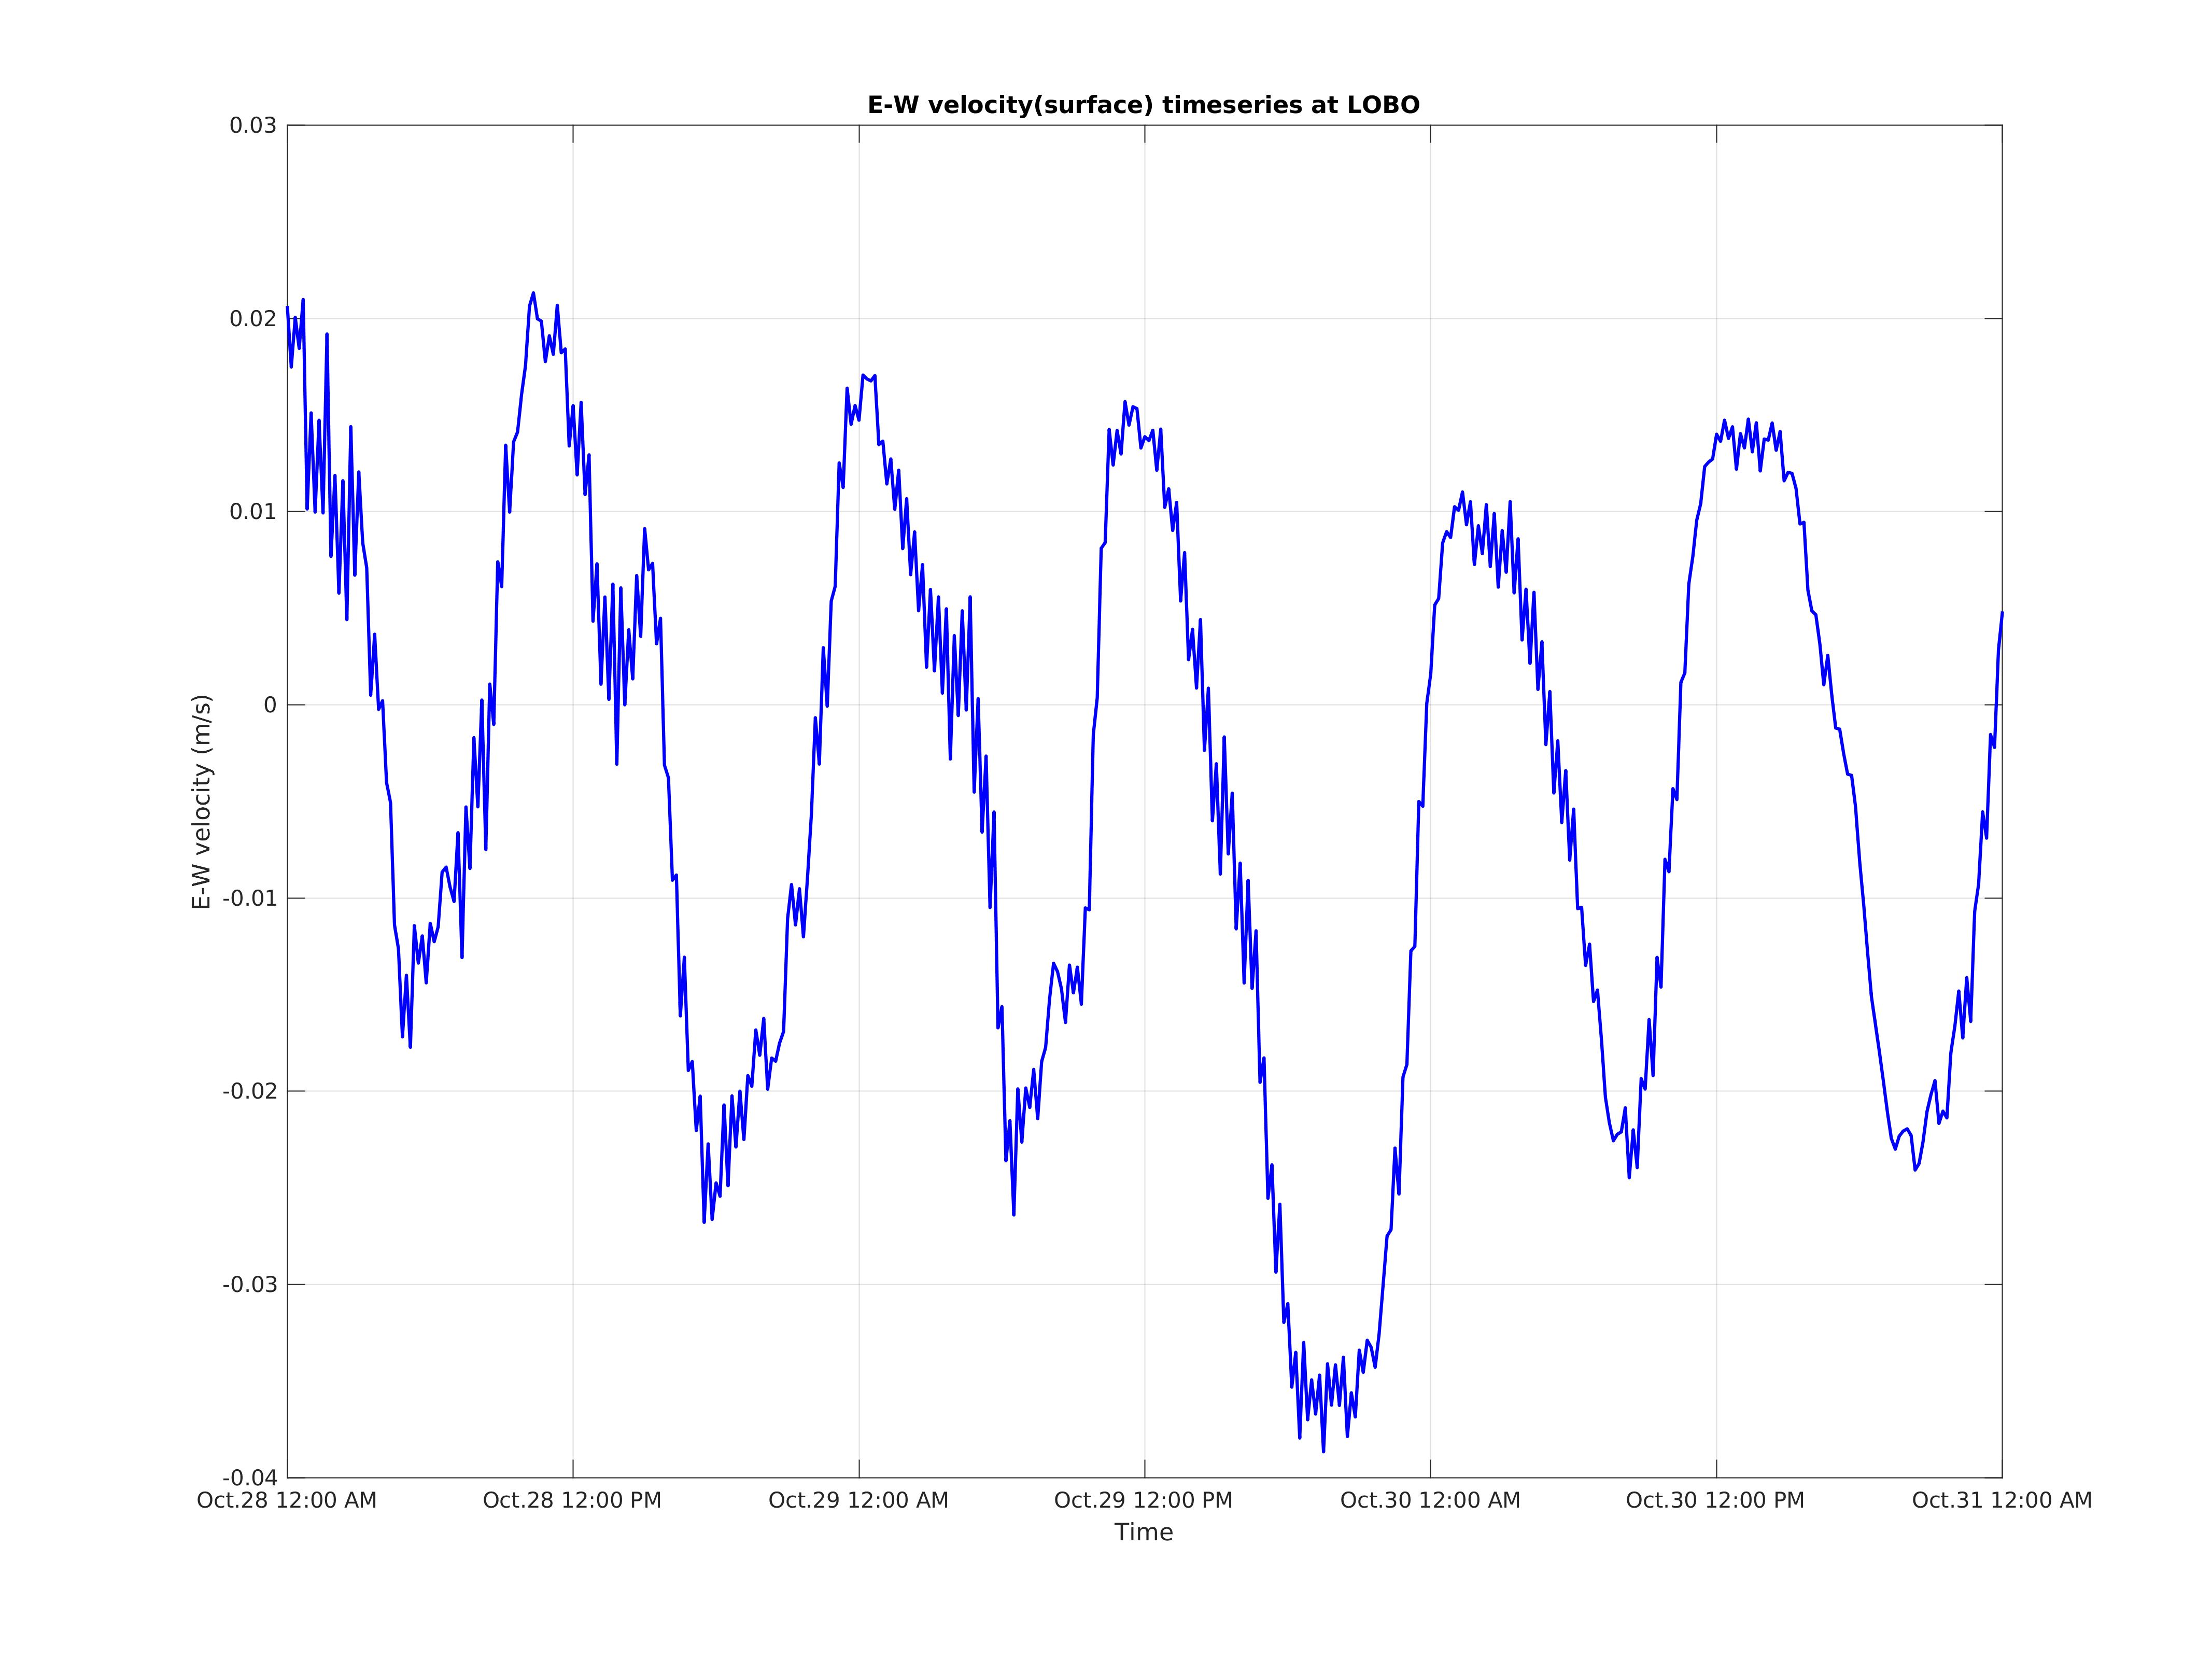 E-W velocity(surface) timeseries at LOBO
0.03
0.02
0.01
0
-0.01
-0.02
-0.03
-0.04
E-W velocity (m/s)
Oct.28 12:00 AM Oct.28 12:00 PM Oct.29 12:00 AM Oct.29 12:00 PM Oct.30 12:00 AM Oct.30 12:00 PM Oct.31 12:00 AM
Time